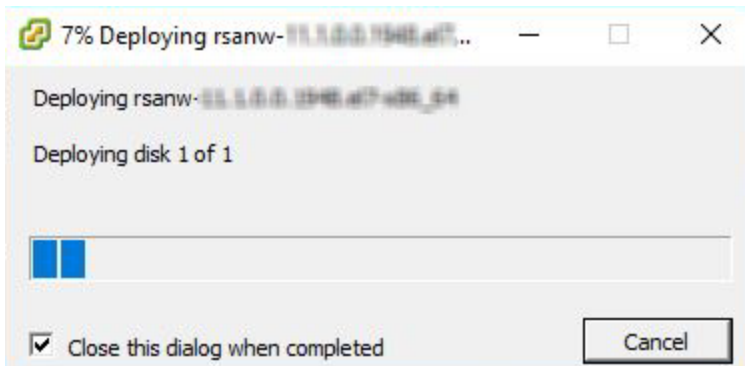 7% Deploying rsanw-
Deploying rsanw-
Deploying disk 1 of 1
Close this dialog when completed
Cancel